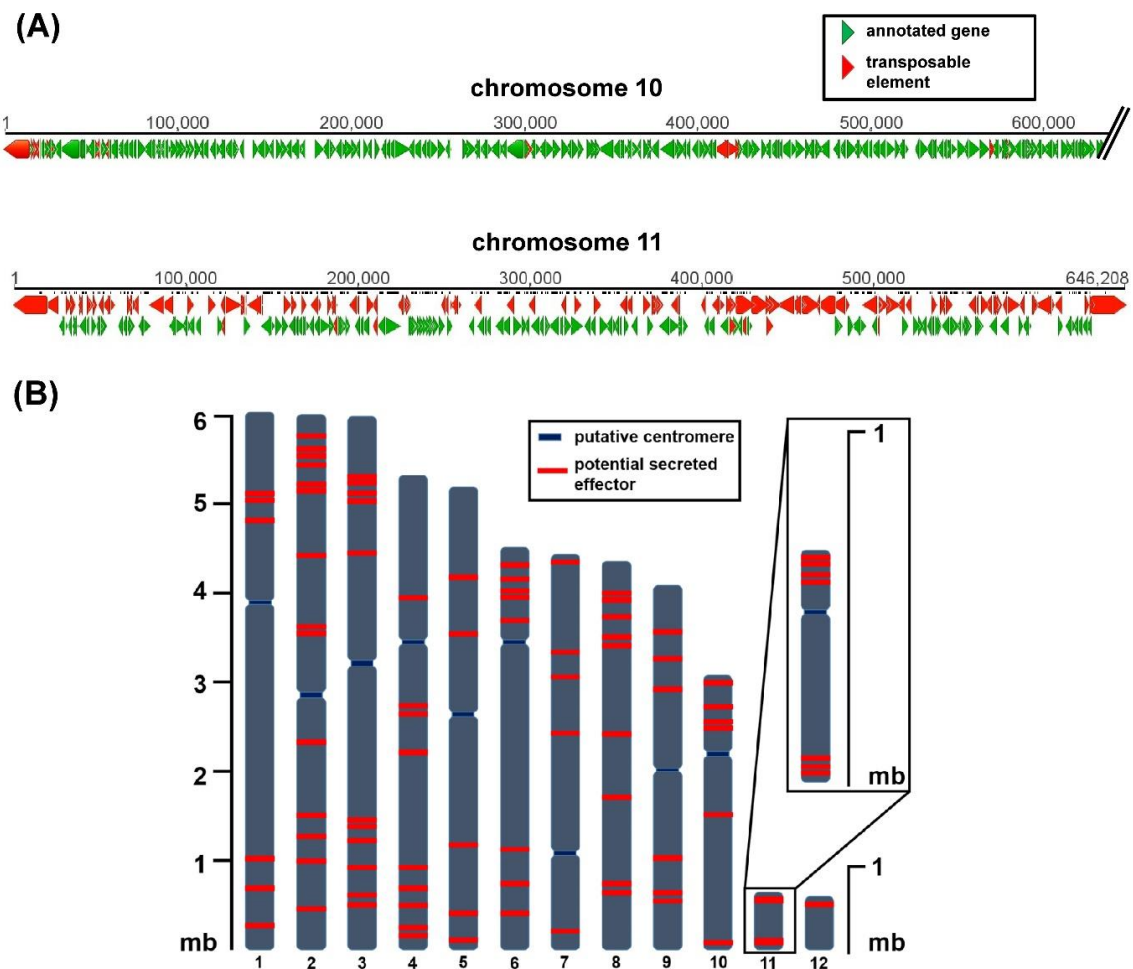 (A)
annotated gene
transposable
element
chromosome 10
1 100,000 200,000 300,000 400,000 500,000 600,000
chromosome 11
1 100,000 200,000 300,000 400,000 500,000 646,208
(B)
6
5
4
3
2
1
mb
putative centromere
potential secreted
effector
1
mb
1
mb
1 2 3 4 5 6 7 8 9 10 11 12